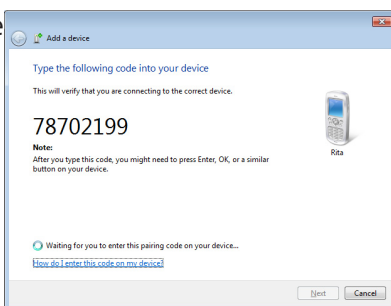 e
Add a device
Type the following code into your device
This will verify that you are connecting to the correct device.
78702199
Note:
After you type this code, you might need to press Enter, OK, or a similar
button on your device.
Rita
Waiting for you to enter this pairing code on your device...
How do I enter this code on my device?
Next
Cancel